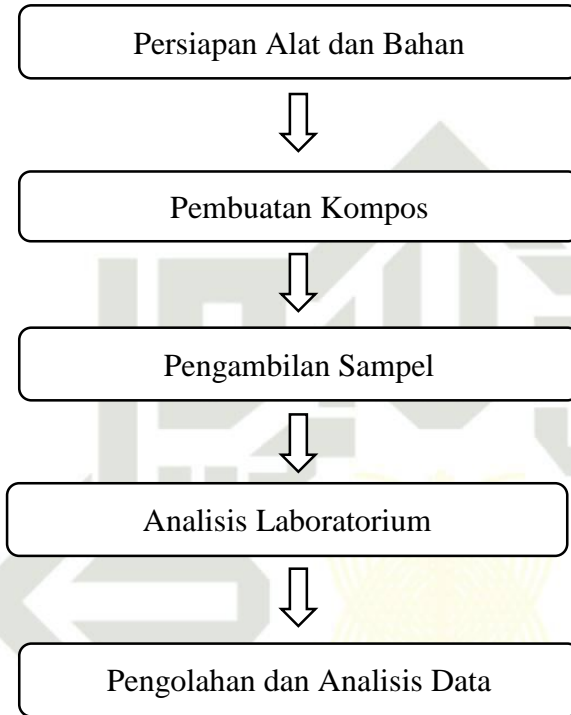 Persiapan Alat dan Bahan
Pembuatan Kompos
Pengambilan Sampel
Analisis Laboratorium
Pengolahan dan Analisis Data